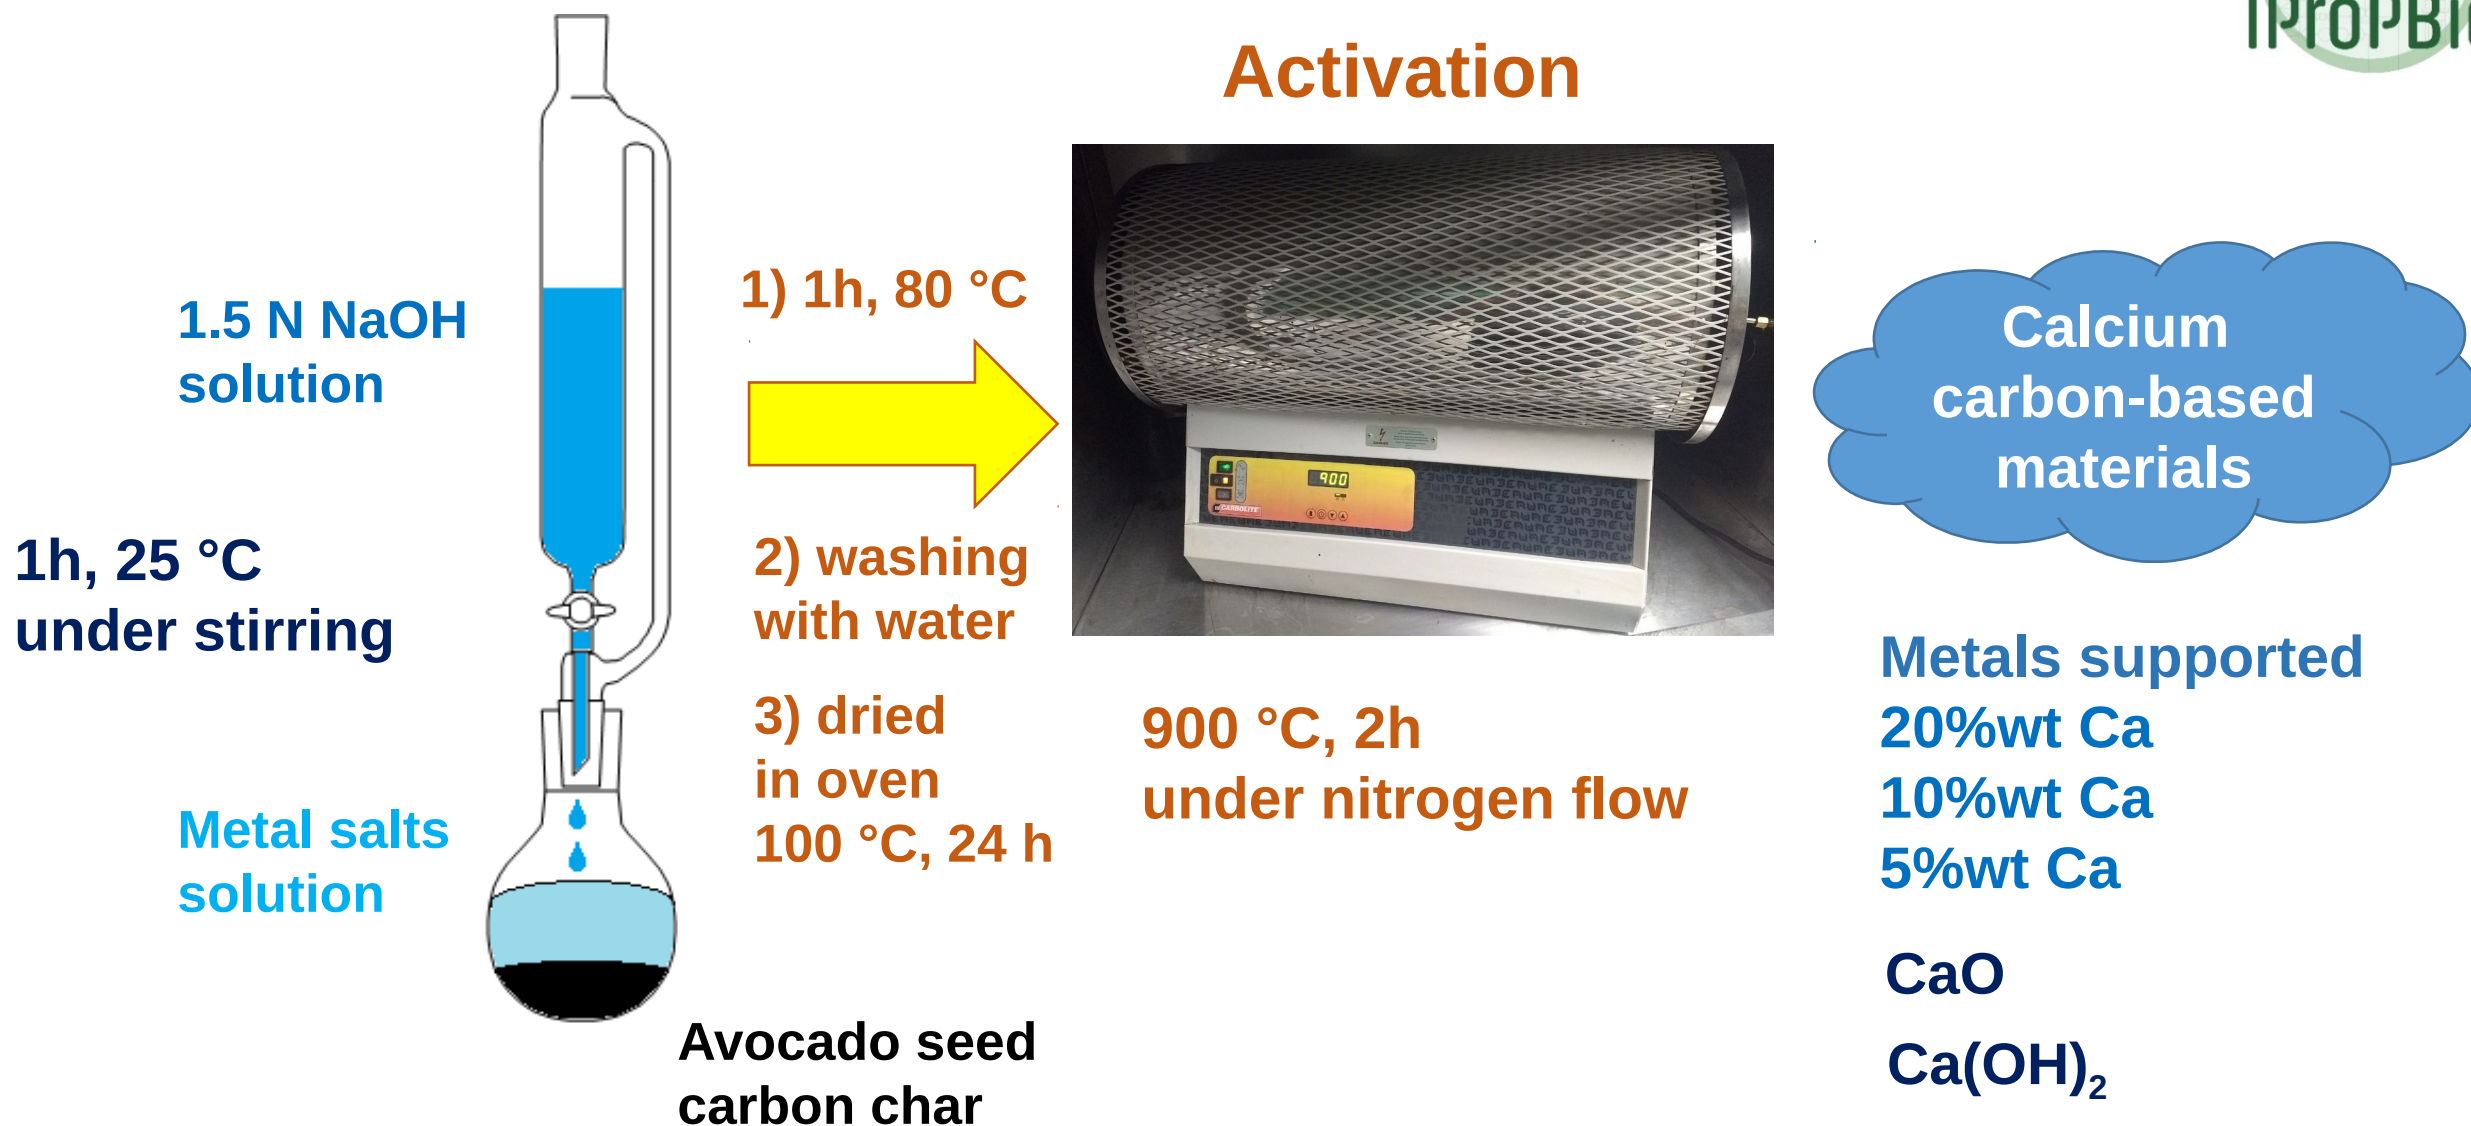 Activation
1.5 N NaOH
solution
1h, 25 °C
under stirring
Metal salts
solution
Avocado seed
carbon char
1) 1h, 80 °C
2) washing
with water
3) dried
in oven
100 °C, 24 h
900
CARBOLITE
900 °C, 2h
under nitrogen flow
Calcium
carbon-based
materials
Metals supported
20%wt Ca
10%wt Ca
5%wt Ca
CaO
Ca(OH)₂